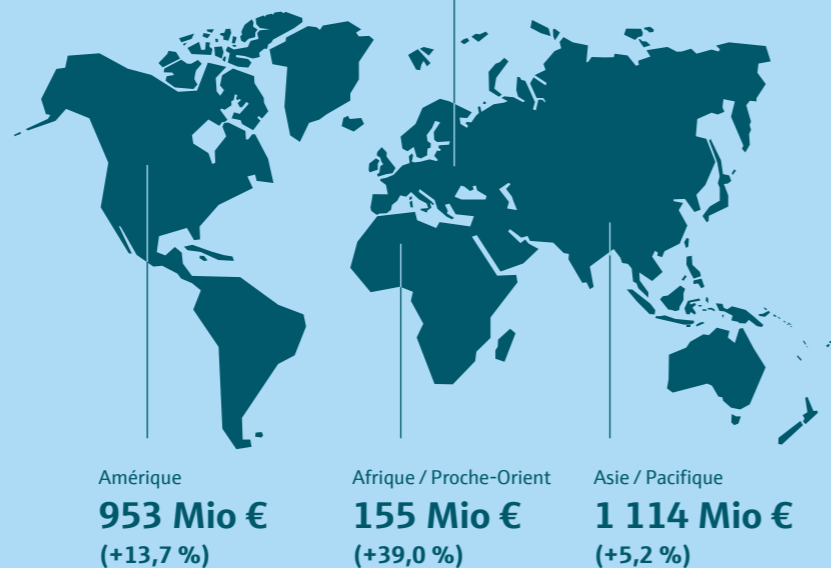 Amérique
953 Mio €
(+13,7 %)
Afrique / Proche-Orient
155 Mio €
(+39,0 %)
Asie / Pacifique
1 114 Mio €
(+5,2 %)